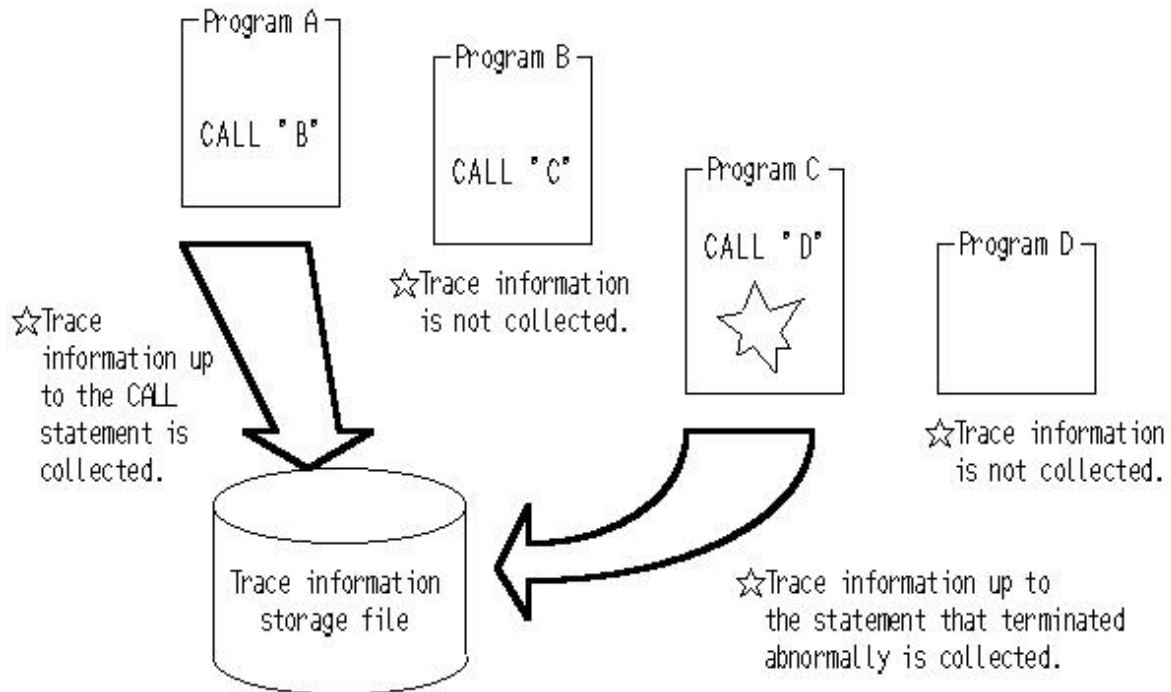 Program A
CALL "B"
Program B
CALL "C"
Program C
CALL "D"
Program D
☆Trace
information up
to the CALL
statement is
collected.
☆Trace information
is not collected.
☆Trace information
is not collected.
Trace information
storage file
☆Trace information up to
the statement that terminated
abnormally is collected.